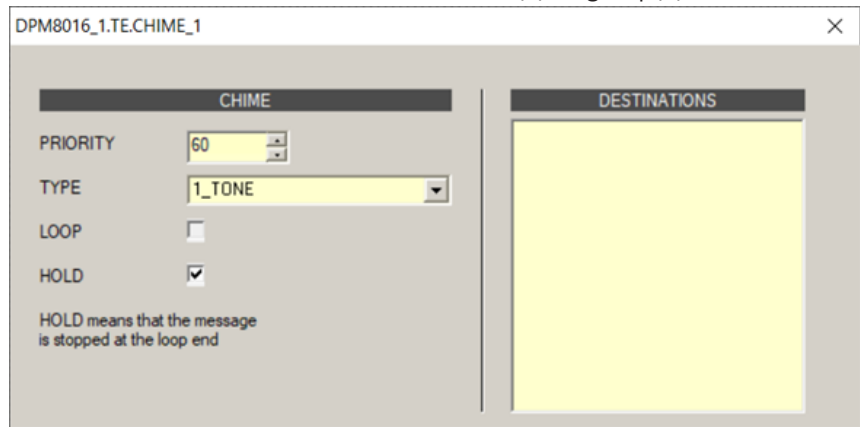 DPM8016_1.TE.CHIME_1
CHIME
PRIORITY 60
TYPE 1_TONE
LOOP
HOLD
HOLD means that the message
is stopped at the loop end
DESTINATIONS